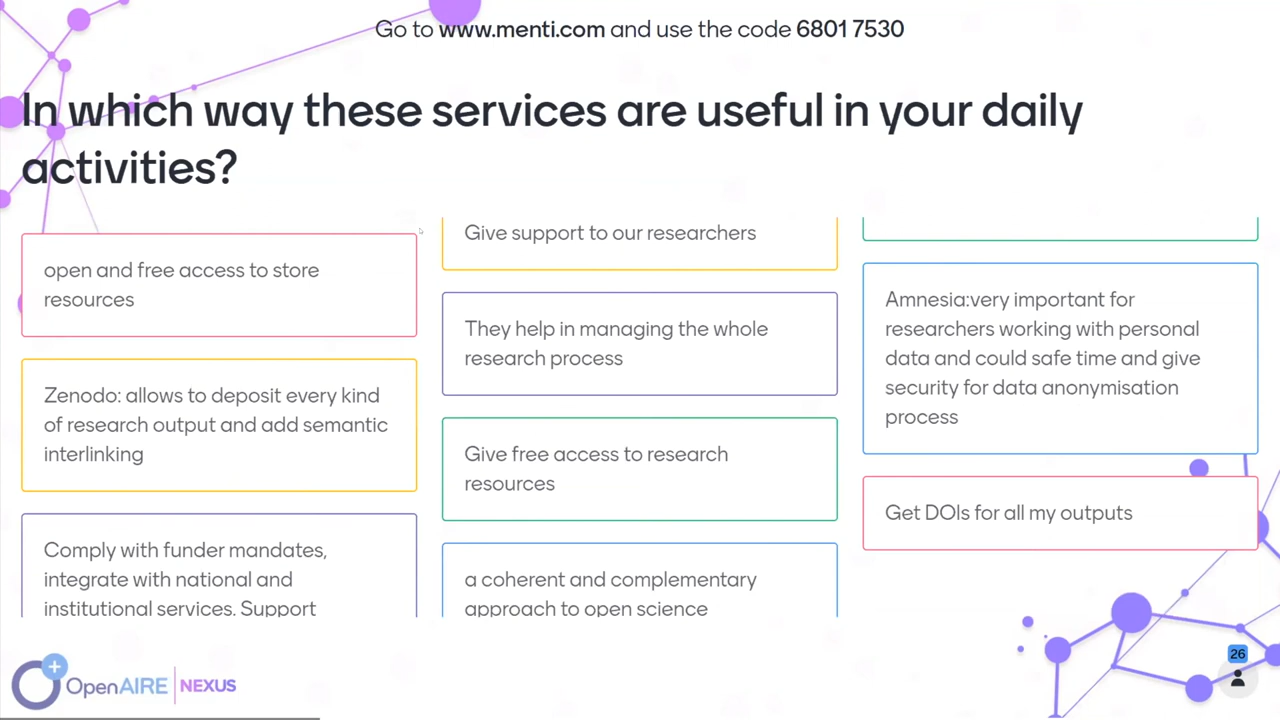 Go to www.menti.com and use the code 6801 7530
In which way these services are useful in your daily
activities?
open and free access to store
resources
Zenodo: allows to deposit every kind
of research output and add semantic
interlinking
Comply with funder mandates,
integrate with national and
institutional services. Support
Give support to our researchers
They help in managing the whole
research process
Give free access to research
resources
a coherent and complementary
approach to open science
Amnesia:very important for
researchers working with personal
data and could safe time and give
security for data anonymisation
process
Get DOIs for all my outputs
OpenAIRE NEXUS
26